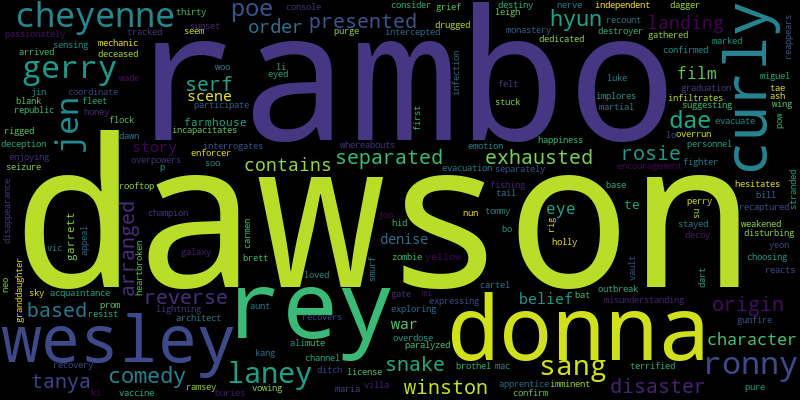 rambo
dawson
rey
donna
wesley
curly
cheyenne
poe
hyun
landing
order
presented
gerry
serf
scene
film
jen
dae
farmhouse
incapacitates
separated
exhausted
rosie
story
contains
arranged
garrett
denise
eye
te
belief
reverse
based
war
origin
character
ronny
laney
snake
sang
winston
disaster
comedy
tanya
thirty
console
consider
grief
destiny
nerve
independent
dagger
sunset
seem
drugged
leigh
recount
reappears
passionately
tracked
purge
intercepted
monastery
destroyer
gathered
marked
arrived
mechanic
dedicated
confirmed
sensing
deceased
li
eyed
felt
luke
implores
martial
infiltrates
suggesting
miguel
tae
ash
wing
jin
coordinate
wade
woo
infection
stuck
blank
fleet
participate
republic
honey
flock
first
evacuate
pow
rigged
dawn
enforcer
interrogates
whereabouts
emotion
happiness
lo
overrun
personnel
deception
enjoying
overpowers
soo
evacuation
separately
encouragement
fighter
seizure
p
fishing
base
hesitates
bill
recaptured
stranded
disappearance
rooftop
champion
nun
tail
tommy
bo
rig
holly
perry
su
stayed
decoy
weakened
disturbing
yeon
choosing
reacts
vic
appeal
heartbroken
galaxy
carmen
brett
joo
hid
zombie
yellow
loved
smurf
vault
dart
neo
granddaughter
sky
acquaintance
prom
resist
lightning
architect
aunt
recovers
gate
mi
exploring
expressing
cartel
outbreak
bat
misunderstanding
gunfire
overdose
paralyzed
kang
alimute
channel
ditch
license
villa
maria
brothel
mac
apprentice
imminent
confirm
terrified
recovery
vaccine
ki
ramsey
buries
vowing
pure
graduation